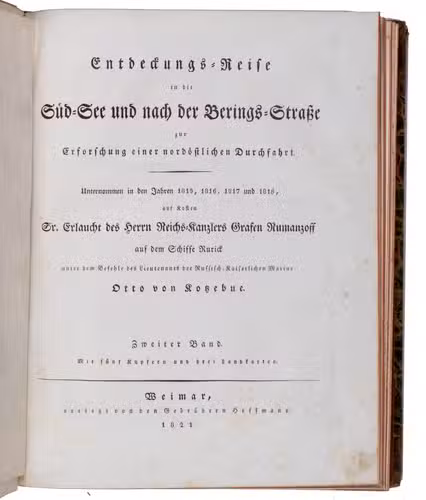 Entdeckungs-Reise
in die
Süd-See und nach der Berings-Straße
zur
Erforschung einer nordöstlichen Durchfahrt.
Unternommen in den Jahren 1815, 1816, 1817 und 1818,
auf Kosten
Sr. Erlaucht des Herrn Reichs-Kanzlers Grafen Rumanzoff
auf dem Schiffe Rurick
unter dem Befehle des Lieutenants der Russisch-Kaiserlichen Marine
Otto von Kotzebue.
Zweiter Band.
Mit fünf Kupfern und drei Landkarten.
Weimar,
verlegt von den Gebrüdern Hoffmann
1821